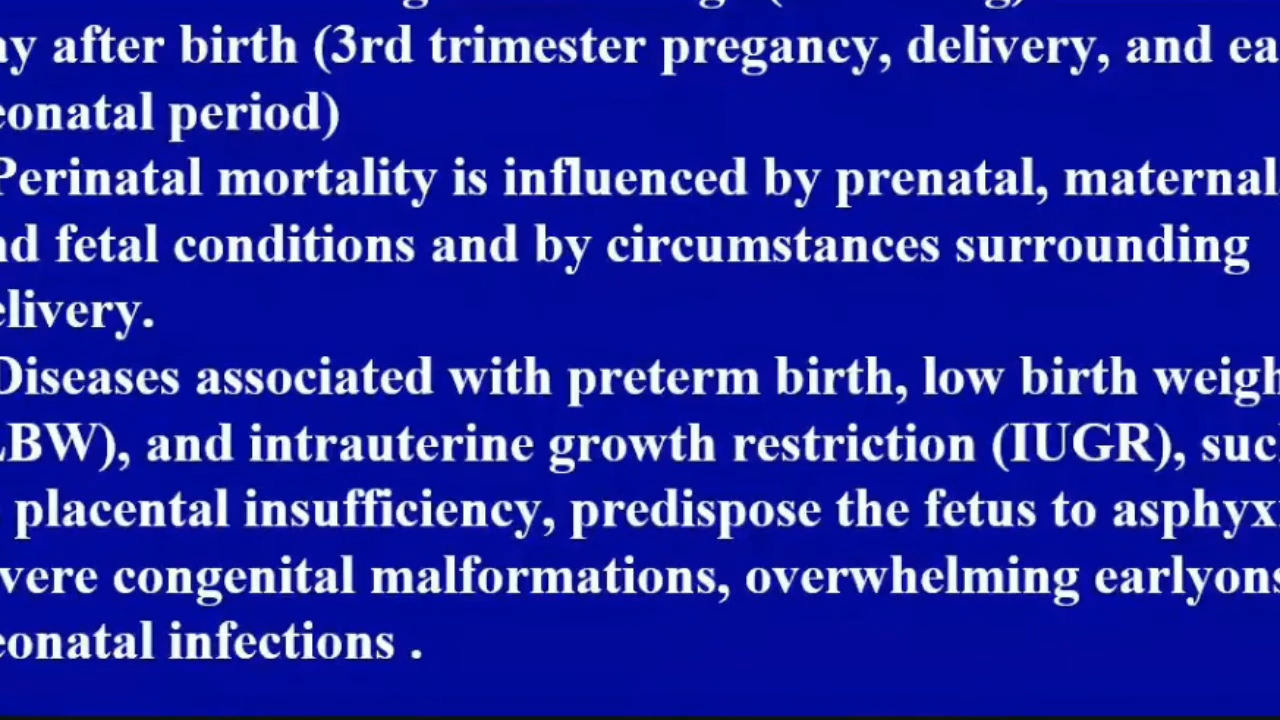 ay after birth (3rd trimester pregancy, delivery, and ea
eonatal period)
Perinatal mortality is influenced by prenatal, maternal
nd fetal conditions and by circumstances surrounding
elivery.
Diseases associated with preterm birth, low birth weigh
LBW), and intrauterine growth restriction (IUGR), suc
placental insufficiency, predispose the fetus to asphyx
vere congenital malformations, overwhelming earlyons
eonatal infections .